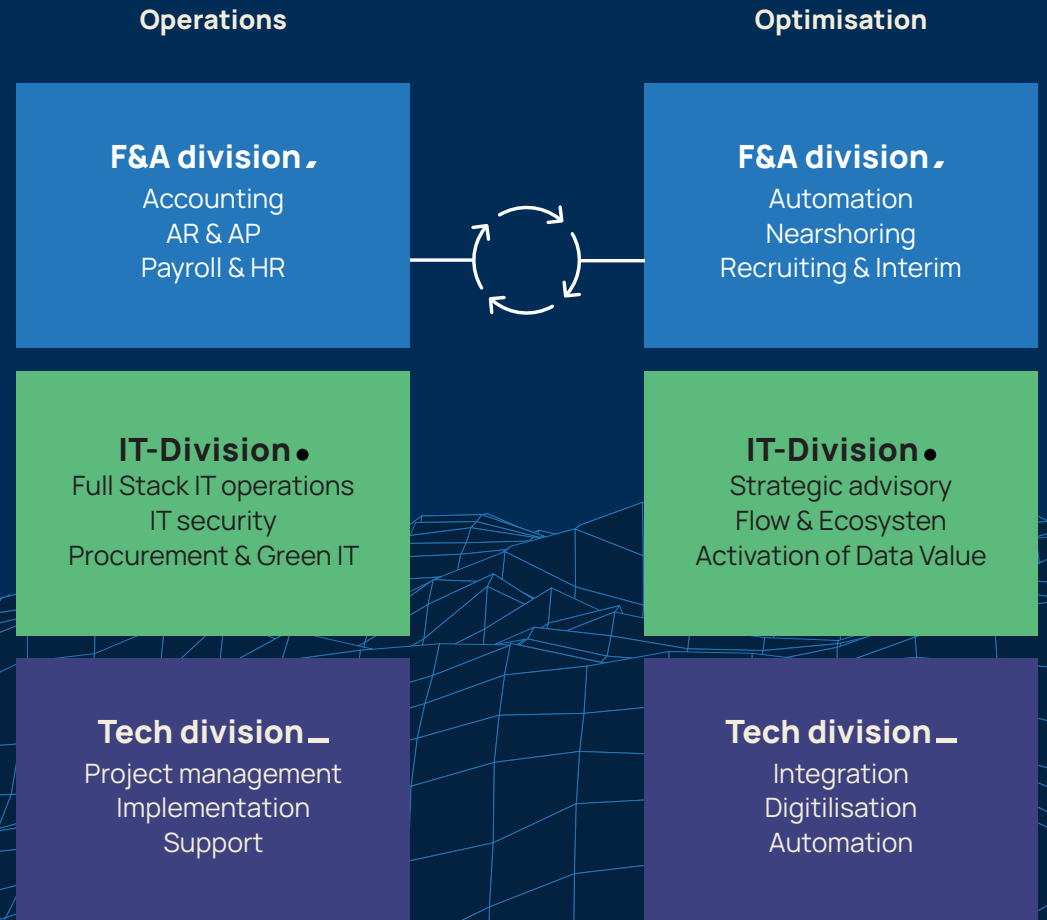 Operations
F&A division
Accounting
AR & AP
Payroll & HR
IT-Division
Full Stack IT operations
IT security
Procurement & Green IT
Tech division
Project management
Implementation
Support
Optimisation
F&A division
Automation
Nearshoring
Recruiting & Interim
IT-Division
Strategic advisory
Flow & Ecosysten
Activation of Data Value
Tech division
Integration
Digitilisation
Automation